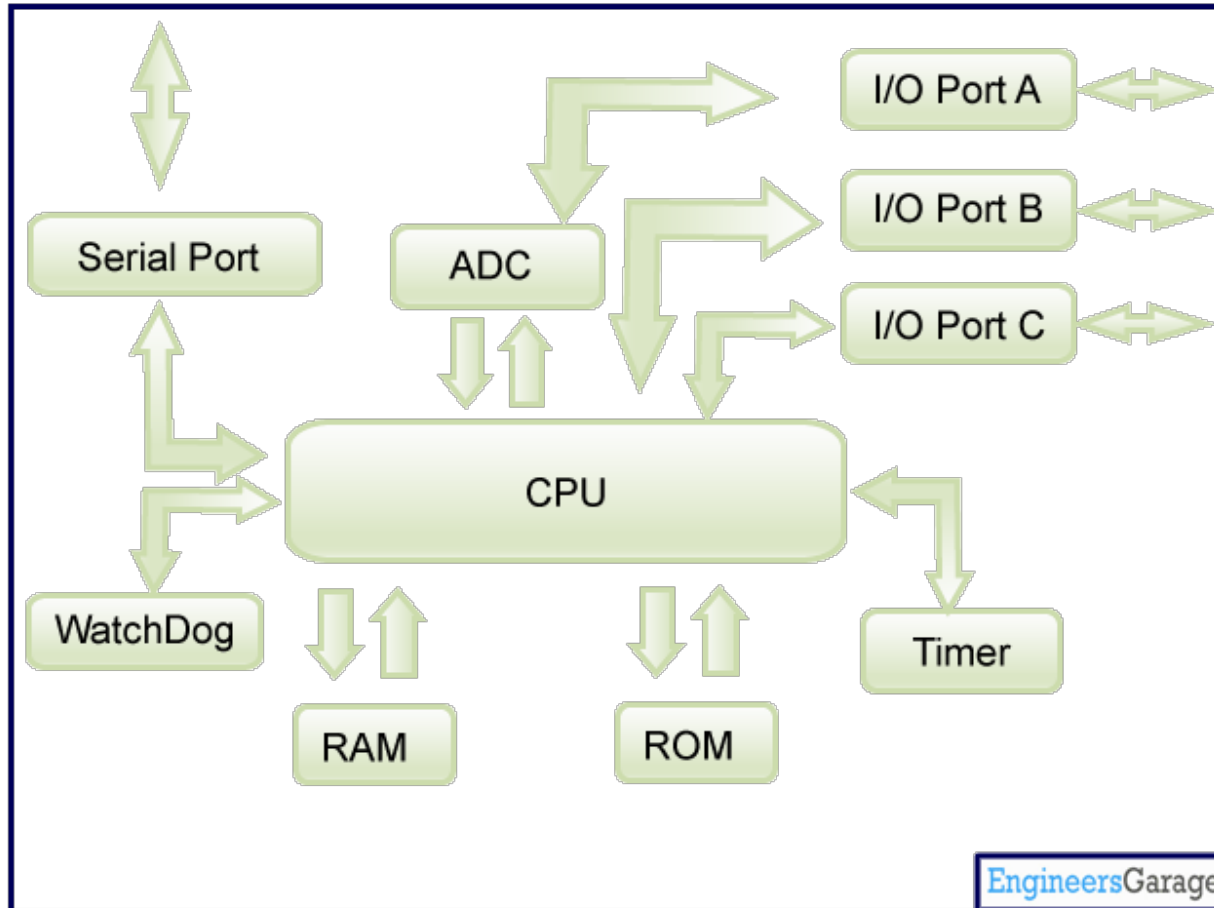 I/O Port A
I/O Port B
Serial Port
ADC
I/O Port C
CPU
WatchDog
Timer
RAM
ROM
EngineersGarage